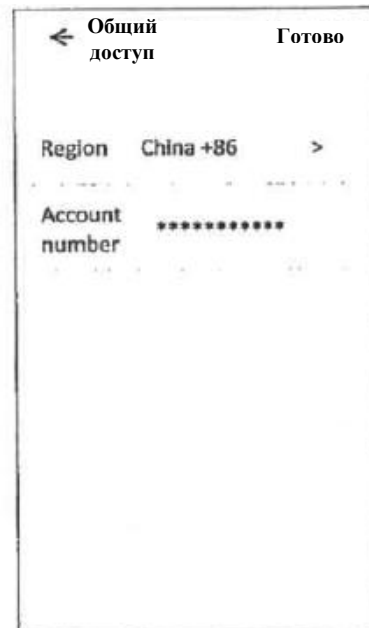 ← Общий
доступ
Готово
Region China +86 >
Account
number
***********